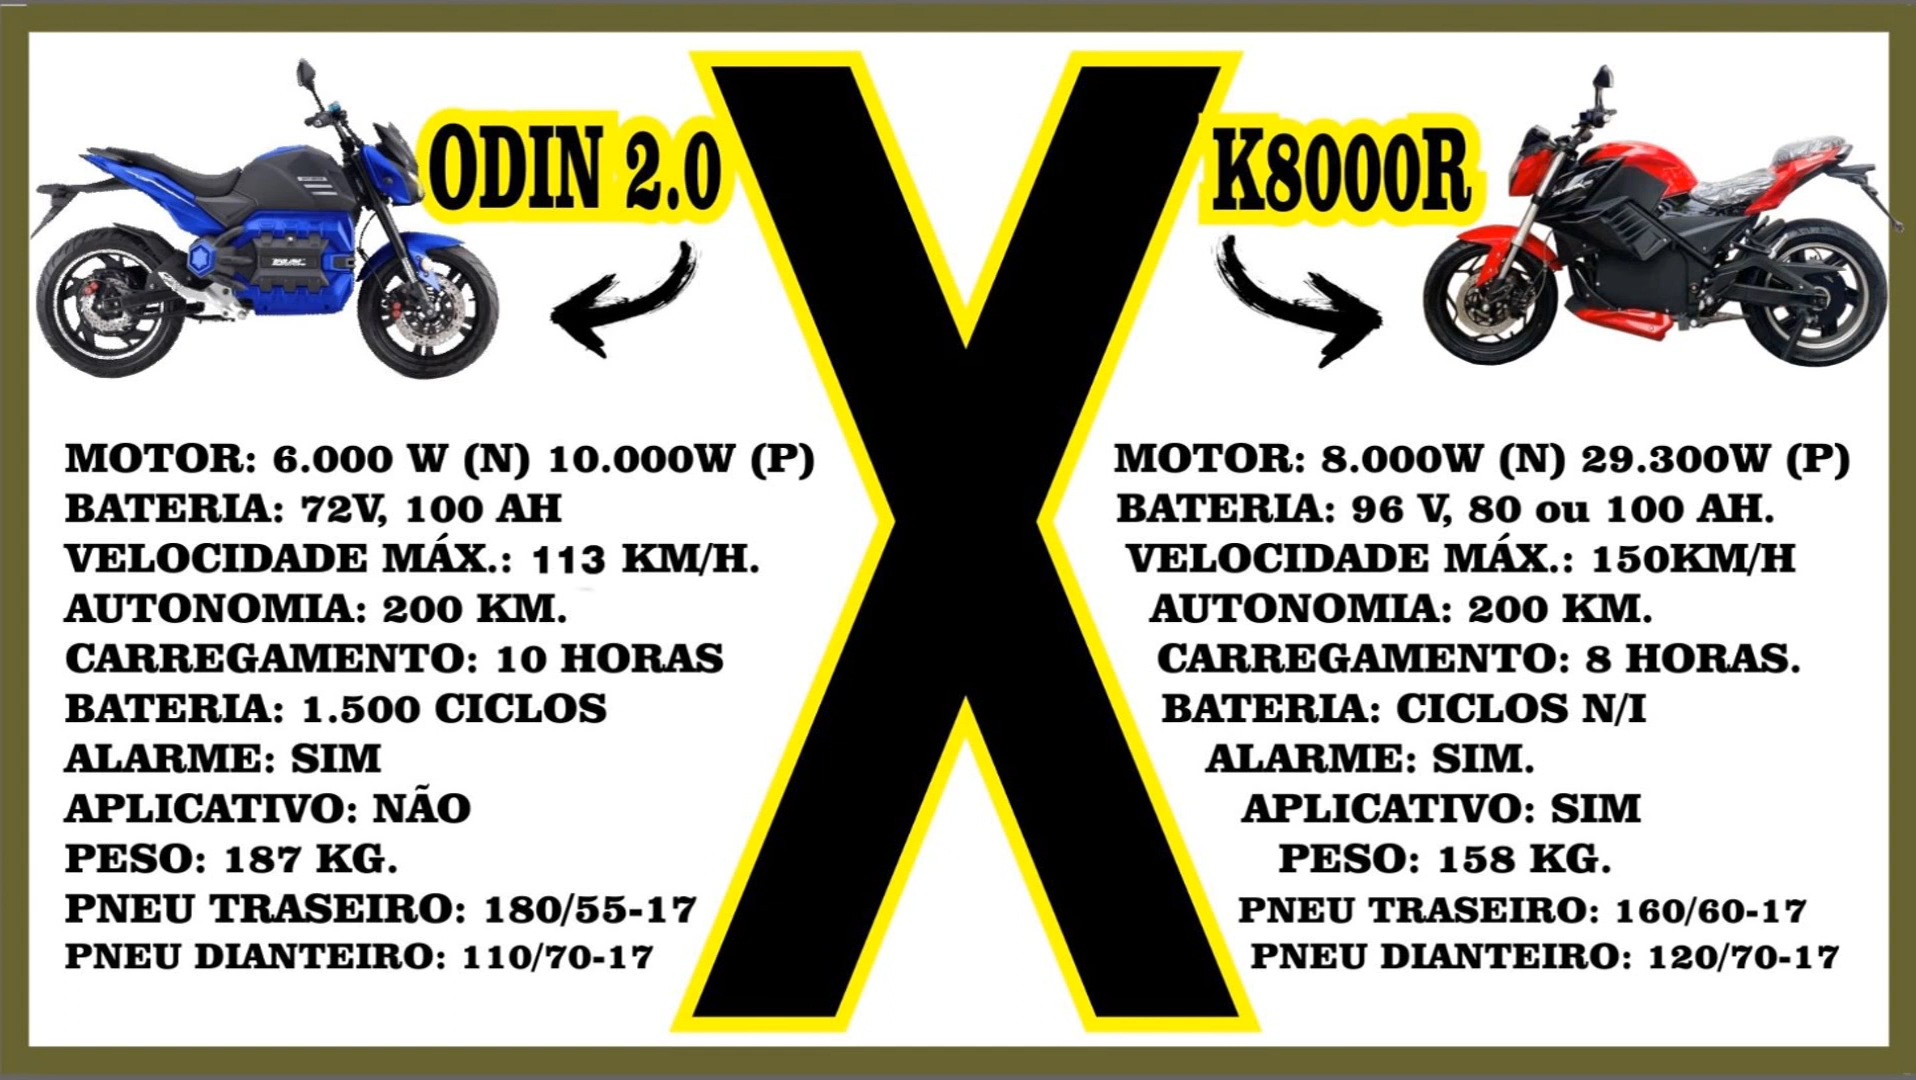 ODIN 2.0
MOTOR: 6.000 W (N) 10.000W (P)
BATERIA: 72V, 100 AH
VELOCIDADE MÁX.: 113 KM/H.
AUTONOMIA: 200 KM.
CARREGAMENTO: 10 HORAS
BATERIA: 1.500 CICLOS
ALARME: SIM
APLICATIVO: NÃO
PESO: 187 KG.
PNEU TRASEIRO: 180/55-17
PNEU DIANTEIRO: 110/70-17
X
K8000R
MOTOR: 8.000W (N) 29.300W (P)
BATERIA: 96 V, 80 ou 100 AH.
VELOCIDADE MÁX.: 150KM/H
AUTONOMIA: 200 KM.
CARREGAMENTO: 8 HORAS.
BATERIA: CICLOS N/I
ALARME: SIM.
APLICATIVO: SIM
PESO: 158 KG.
PNEU TRASEIRO: 160/60-17
PNEU DIANTEIRO: 120/70-17